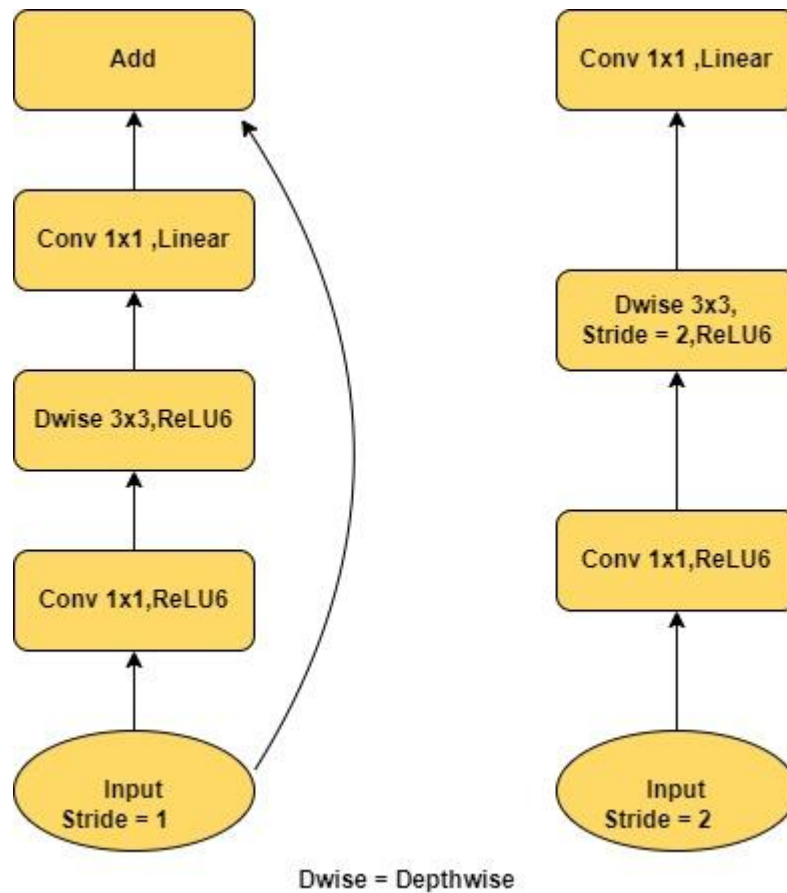 Add
Conv 1x1 ,Linear
Dwise 3x3,ReLU6
Conv 1x1,ReLU6
Input
Stride = 1
Conv 1x1 ,Linear
Dwise 3x3,
Stride = 2,ReLU6
Conv 1x1,ReLU6
Input
Stride = 2
Dwise = Depthwise